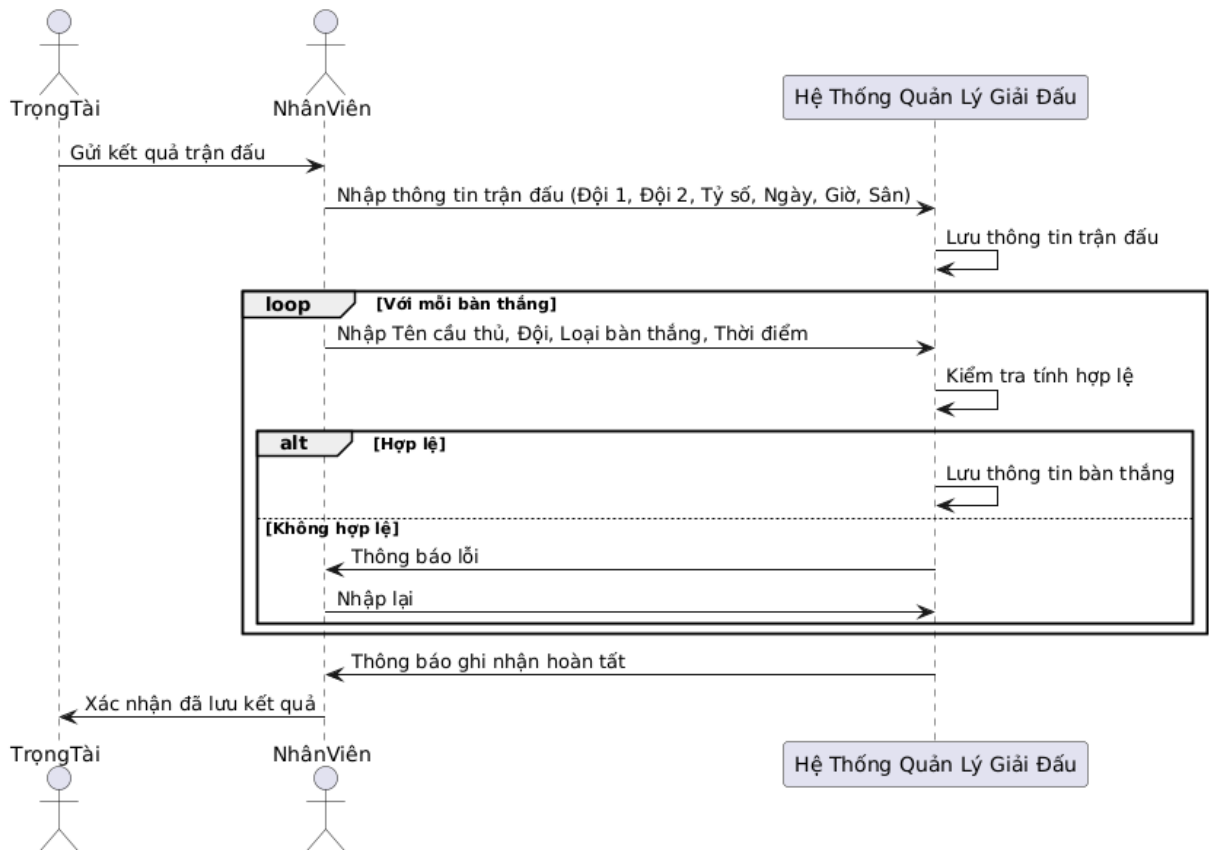 TrọngTài
NhânViên
Hệ Thống Quản Lý Giải Đấu
Gửi kết quả trận đấu
Nhập thông tin trận đấu (Đội 1, Đội 2, Tỷ số, Ngày, Giờ, Sân)
Lưu thông tin trận đấu
loop [Với mỗi bàn thắng]
Nhập Tên cầu thủ, Đội, Loại bàn thắng, Thời điểm
Kiểm tra tính hợp lệ
alt [Hợp lệ]
Lưu thông tin bàn thắng
[Không hợp lệ]
Thông báo lỗi
Nhập lại
Thông báo ghi nhận hoàn tất
Xác nhận đã lưu kết quả
TrọngTài
NhânViên
Hệ Thống Quản Lý Giải Đấu